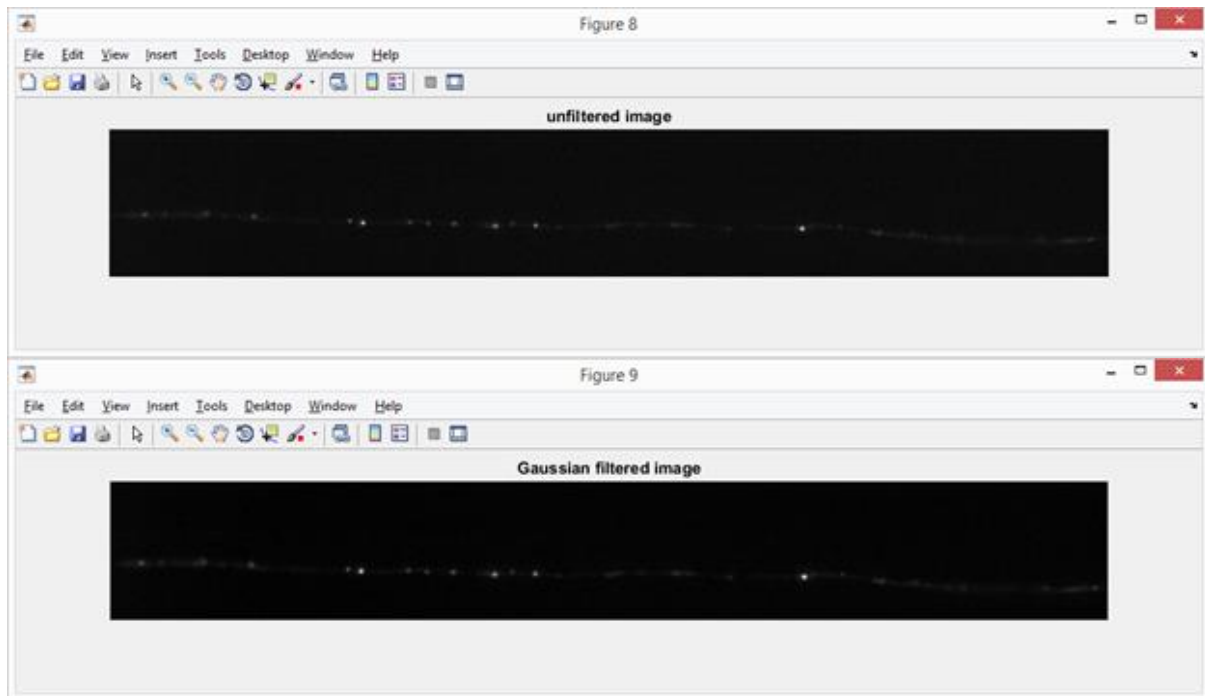 Figure 8
File Edit View Insert Tools Desktop Window Help
unfiltered image
Figure 9
File Edit View Insert Tools Desktop Window Help
Gaussian filtered image